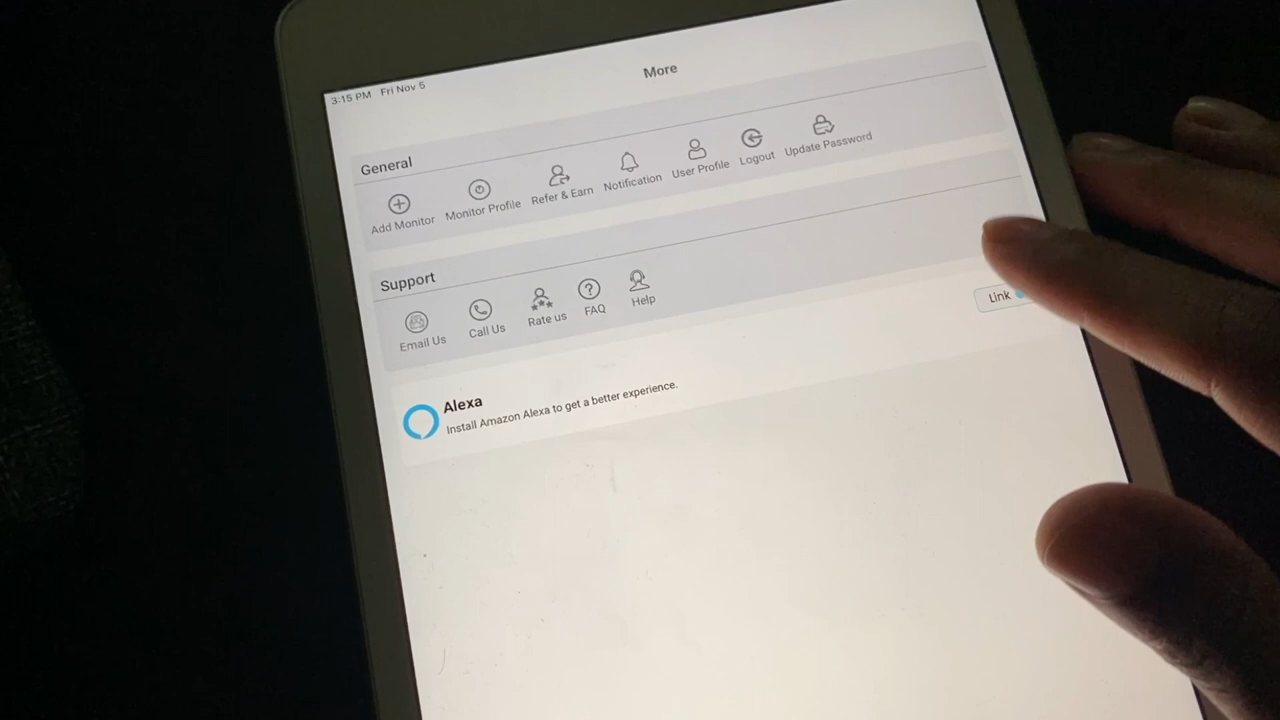 3:15 PM Fri Nov 5
More
General
Add Monitor Monitor Profile Refer & Earn Notification User Profile Logout Update Password
Support
Email Us Call Us Rate us FAQ Help
Link
Alexa
Install Amazon Alexa to get a better experience.